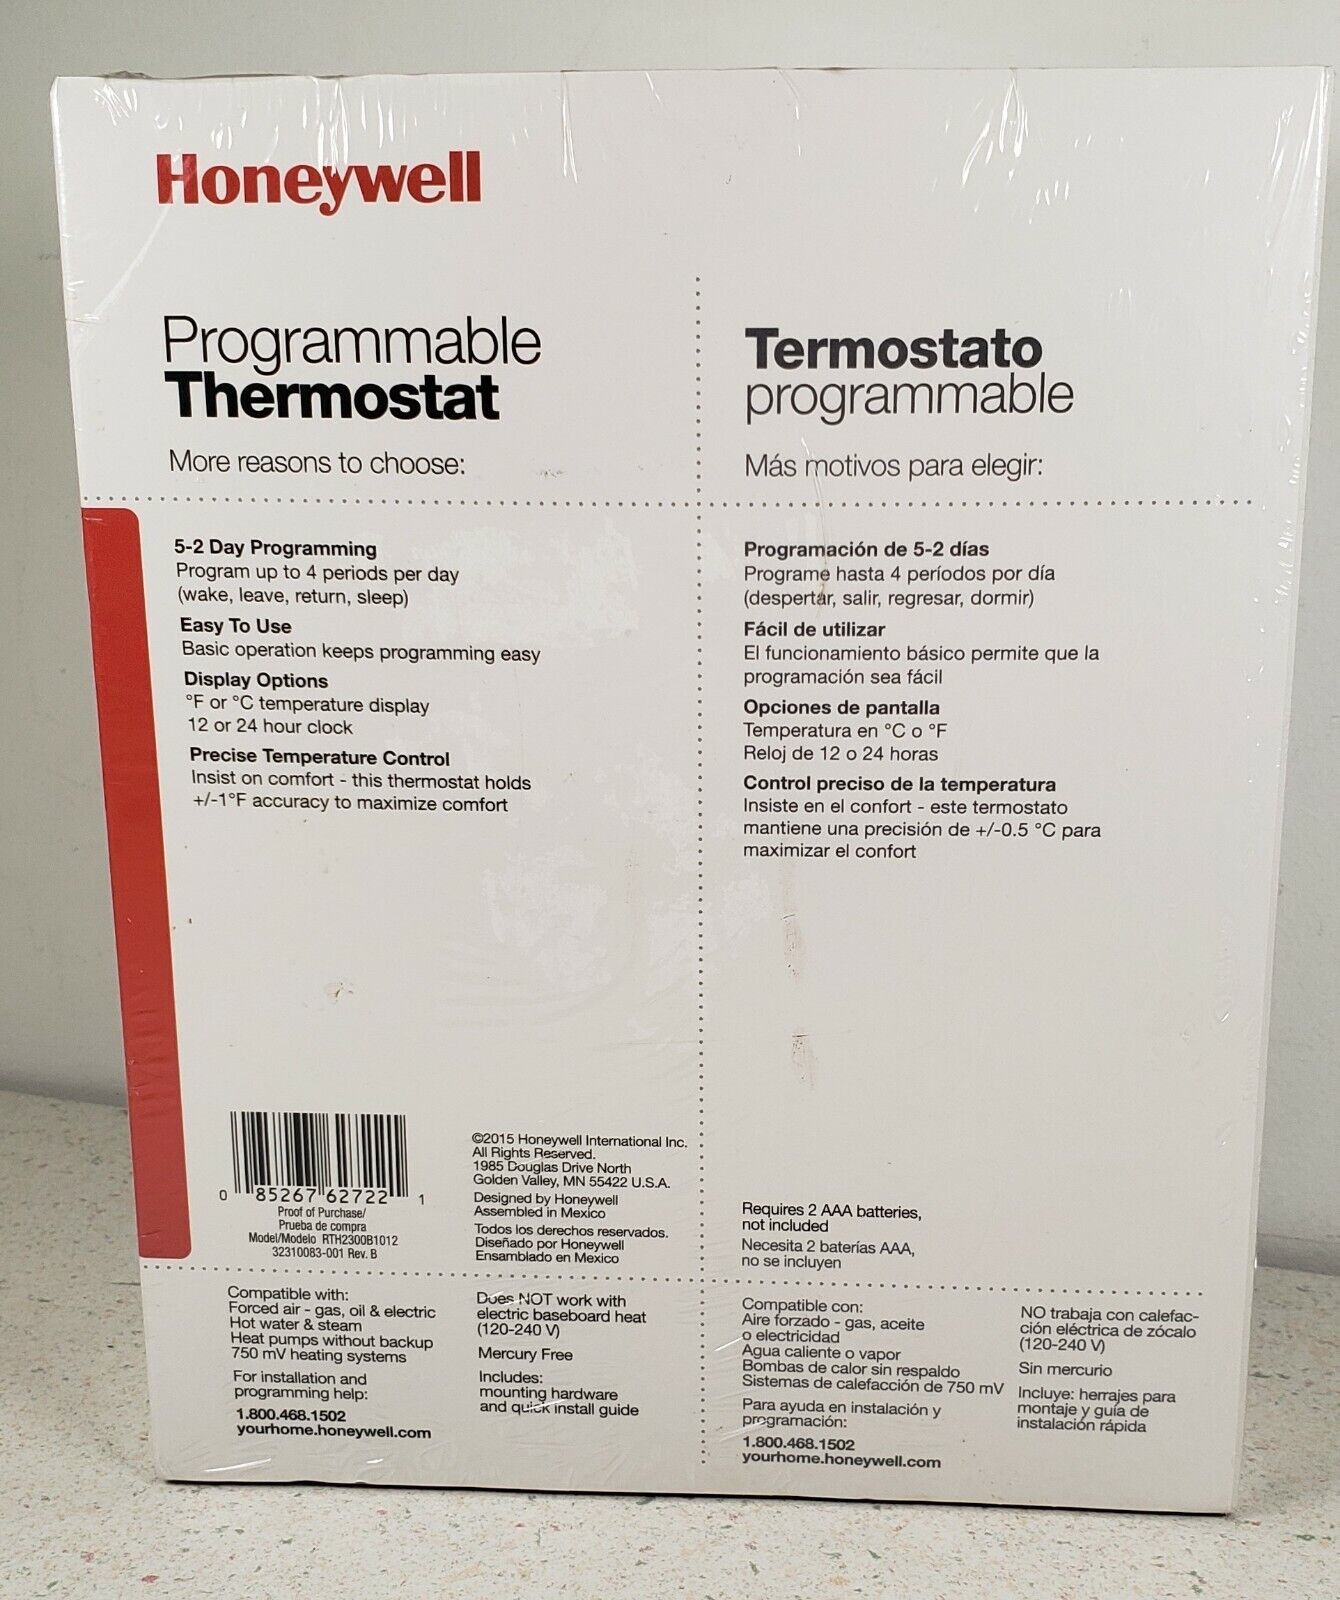 Honeywell
Programmable
Thermostat
More reasons to choose:
5-2 Day Programming
Program up to 4 periods per day
(wake, leave, return, sleep)
Easy To Use
Basic operation keeps programming easy
Display Options
°F or °C temperature display
12 or 24 hour clock
Precise Temperature Control
Insist on comfort - this thermostat holds
+/-1°F accuracy to maximize comfort
Termostato
programmable
Más motivos para elegir:
Programación de 5-2 días
Programe hasta 4 períodos por día
(despertar, salir, regresar, dormir)
Fácil de utilizar
El funcionamiento básico permite que la
programación sea fácil
Opciones de pantalla
Temperatura en °C o °F
Reloj de 12 o 24 horas
Control preciso de la temperatura
Insiste en el confort - este termostato
mantiene una precisión de +/-0.5 °C para
maximizar el confort
0 85267 62722 1
Proof of Purchase/
Prueba de compra
Model/Modelo RTH2300B1012
32310083-001 Rev. B
©2015 Honeywell International Inc.
All Rights Reserved.
1985 Douglas Drive North
Golden Valley, MN 55422 U.S.A.
Designed by Honeywell
Assembled in Mexico
Todos los derechos reservados.
Diseñado por Honeywell
Ensamblado en Mexico
Requires 2 AAA batteries,
not included
Necesita 2 baterías AAA,
no se incluyen
Compatible with:
Forced air - gas, oil & electric
Hot water & steam
Heat pumps without backup
750 mV heating systems
For installation and
programming help:
1.800.468.1502
yourhome.honeywell.com
Does NOT work with
electric baseboard heat
(120-240 V)
Mercury Free
Includes:
mounting hardware
and quick install guide
Compatible con:
Aire forzado - gas, aceite
o electricidad
Agua caliente o vapor
Bombas de calor sin respaldo
Sistemas de calefacción de 750 mV
Para ayuda en instalación y
programación:
1.800.468.1502
yourhome.honeywell.com
NO trabaja con calefac-
ción eléctrica de zócalo
(120-240 V)
Sin mercurio
Incluye: herrajes para
montaje y guía de
instalación rápida